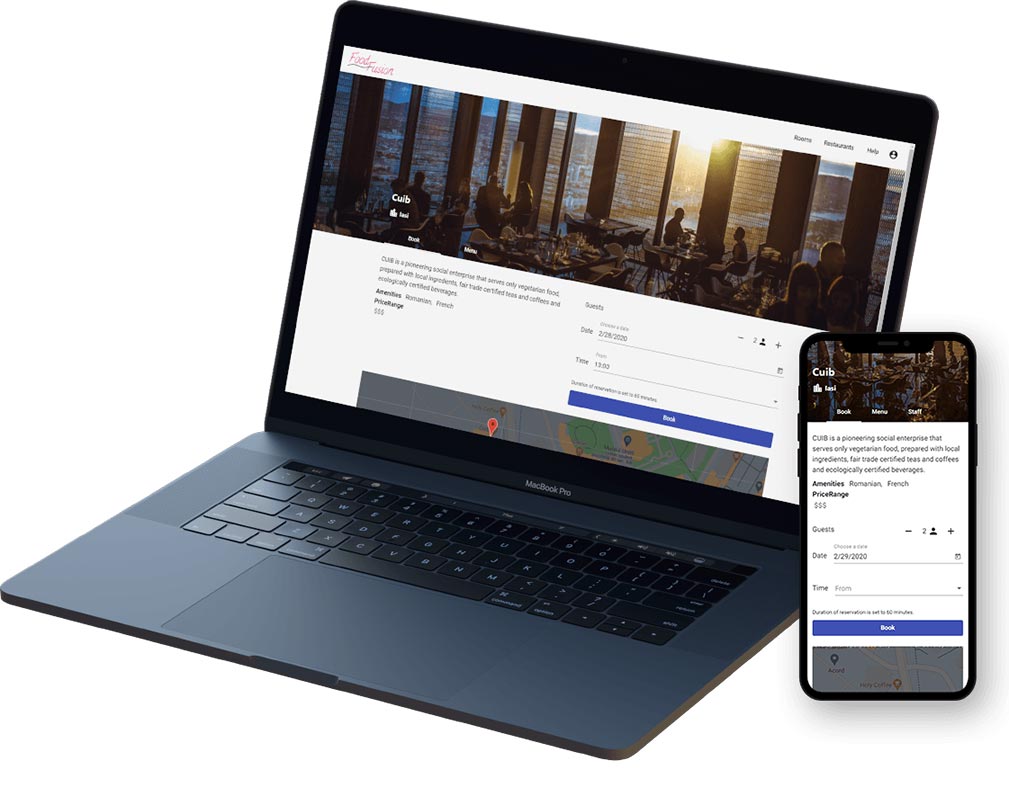 Food
Fusion
Rooms
Restaurants
Help
Cuib
Iasi
Book
Menu
CUIB is a pioneering social enterprise that serves only vegetarian food,
prepared with local ingredients, fair trade certified teas and coffees and
ecologically certified beverages.
Amenities Romanian, French
PriceRange
$$$
Guests
2
Choose a date
Date 2/28/2020
From
Time 13:00
Duration of reservation is set to 60 minutes.
Book
Holy Coffee
MacBook Pro
command
option
delete
return
shift
Cuib
Iasi
Book Menu Staff
CUIB is a pioneering social enterprise that
serves only vegetarian food, prepared with local
ingredients, fair trade certified teas and coffees
and ecologically certified beverages.
Amenities Romanian, French
PriceRange
$$$
Guests
2
Choose a date
Date 2/29/2020
Time From
Duration of reservation is set to 60 minutes.
Book
Acord
Holy Coffee